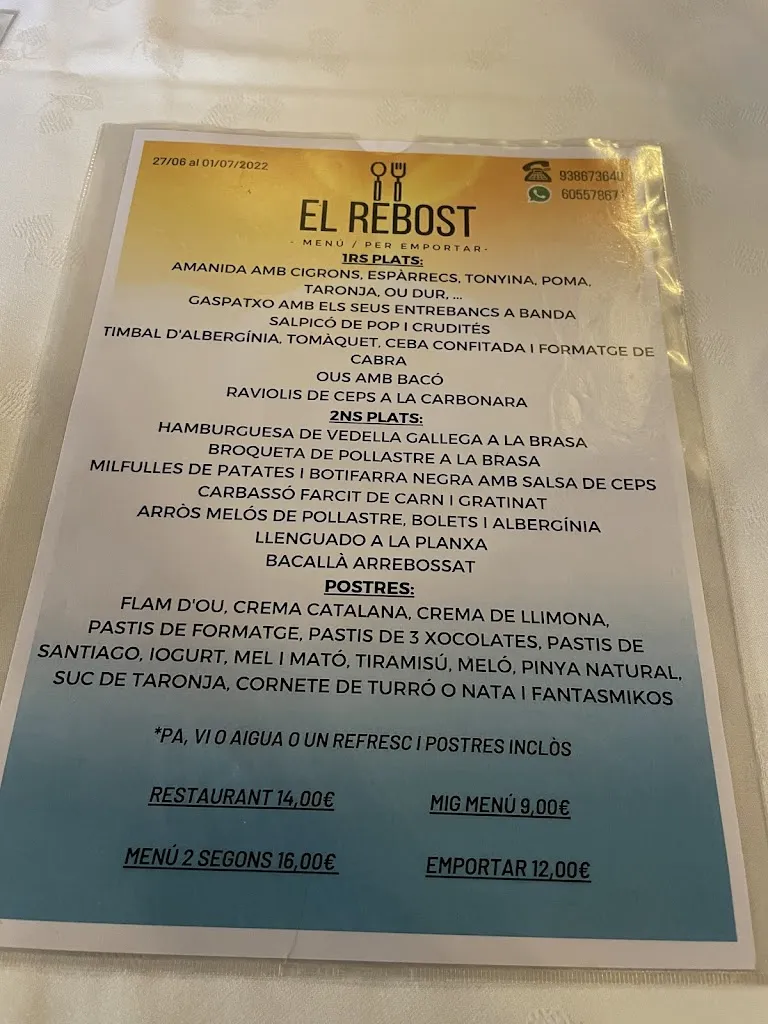 27/06 al 01/07/2022
EL REBOST
· MENÚ / PER EMPORTAR ·
1RS PLATS:
AMANIDA AMB CIGRONS, ESPÀRRECS, TONYINA, POMA,
TARONJA, OU DUR, ...
GASPATXO AMB ELS SEUS ENTREBANCS A BANDA
SALPICÓ DE POP I CRUDITÉS
TIMBAL D'ALBERGÍNIA, TOMÀQUET, CEBA CONFITADA I FORMATGE DE
CABRA
OUS AMB BACÓ
RAVIOLIS DE CEPS A LA CARBONARA
2NS PLATS:
HAMBURGUESA DE VEDELLA GALLEGA A LA BRASA
BROQUETA DE POLLASTRE A LA BRASA
MILFULLES DE PATATES I BOTIFARRA NEGRA AMB SALSA DE CEPS
CARBASSÓ FARCIT DE CARN I GRATINAT
ARRÒS MELÓS DE POLLASTRE, BOLETS I ALBERGÍNIA
LLENGUADO A LA PLANXA
BACALLÀ ARREBOSSAT
POSTRES:
FLAM D'OU, CREMA CATALANA, CREMA DE LLIMONA,
PASTIS DE FORMATGE, PASTIS DE 3 XOCOLATES, PASTIS DE
SANTIAGO, IOGURT, MEL I MATÓ, TIRAMISÚ, MELÓ, PINYA NATURAL,
SUC DE TARONJA, CORNETE DE TURRÓ O NATA I FANTASMIKOS
*PA, VI O AIGUA O UN REFRESC I POSTRES INCLÒS
RESTAURANT 14,00€
MIG MENÚ 9,00€
MENÚ 2 SEGONS 16,00€
EMPORTAR 12,00€